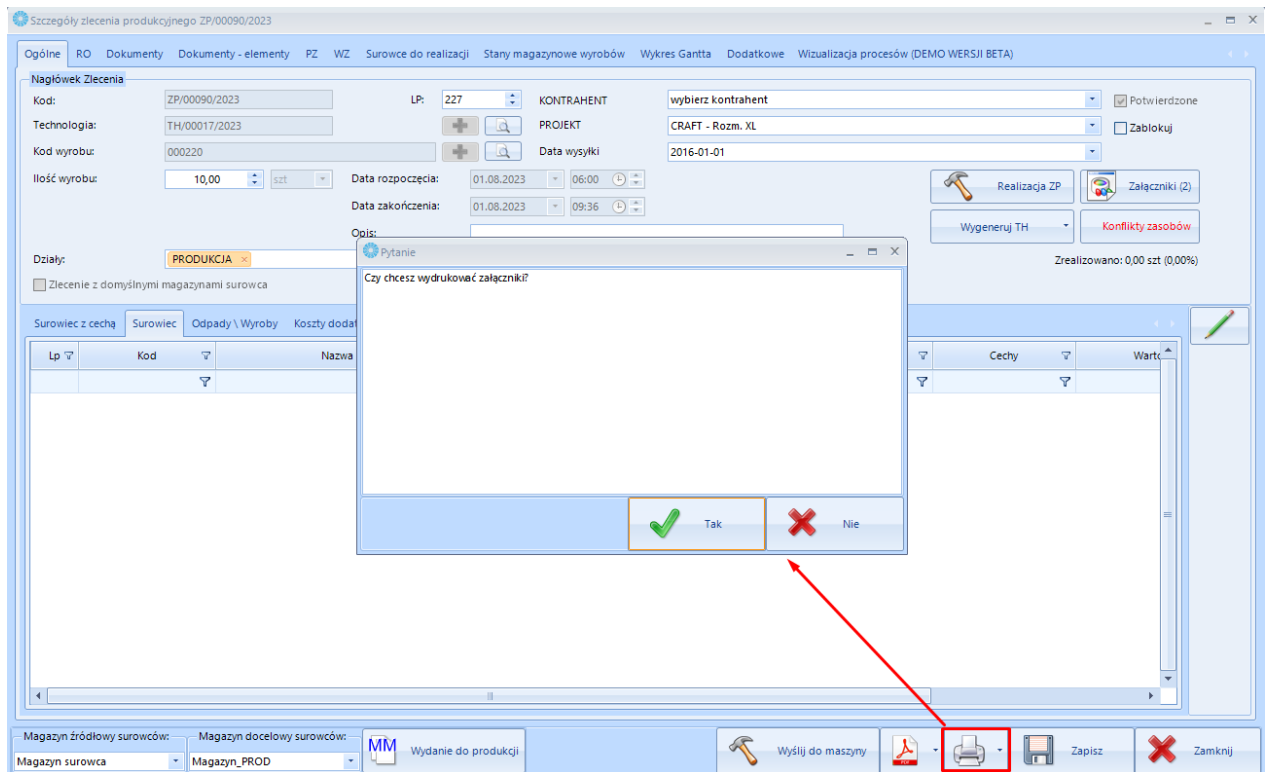 Szczegóły zlecenia produkcyjnego ZP/00090/2023
Ogólne RO Dokumenty Dokumenty - elementy PZ WZ Surowce do realizacji Stany magazynowe wyrobów Wykres Gantta Dodatkowe Wizualizacja procesów (DEMO WERSJI BETA)
Nagłówek Zlecenia
Kod: ZP/00090/2023 LP: 227 KONTRAHENT wybierz kontrahent Potwierdzone
Technologia: TH/00017/2023 PROJEKT CRAFT - Rozm. XL Zablokuj
Kod wyrobu: 000220 Data wysyłki 2016-01-01
Ilość wyrobu: 10,00 szt Data rozpoczęcia: 01.08.2023 06:00 Realizacja ZP Załączniki (2)
Data zakończenia: 01.08.2023 09:36
Opis: Wygeneruj TH Konflikty zasobów
Pytanie
Działy: PRODUKCJA × Zrealizowano: 0,00 szt (0,00%)
Czy chcesz wydrukować załączniki?
Zlecenie z domyślnymi magazynami surowca
Surowiec z cechą Surowiec Odpady \ Wyroby Koszty dodat
Lp Kod Nazwa Cechy Warto
Tak Nie
Magazyn źródłowy surowców: Magazyn docelowy surowców:
MM Wydanie do produkcji Wyślij do maszyny PDF Zapisz Zamknij
Magazyn surowca Magazyn_PROD